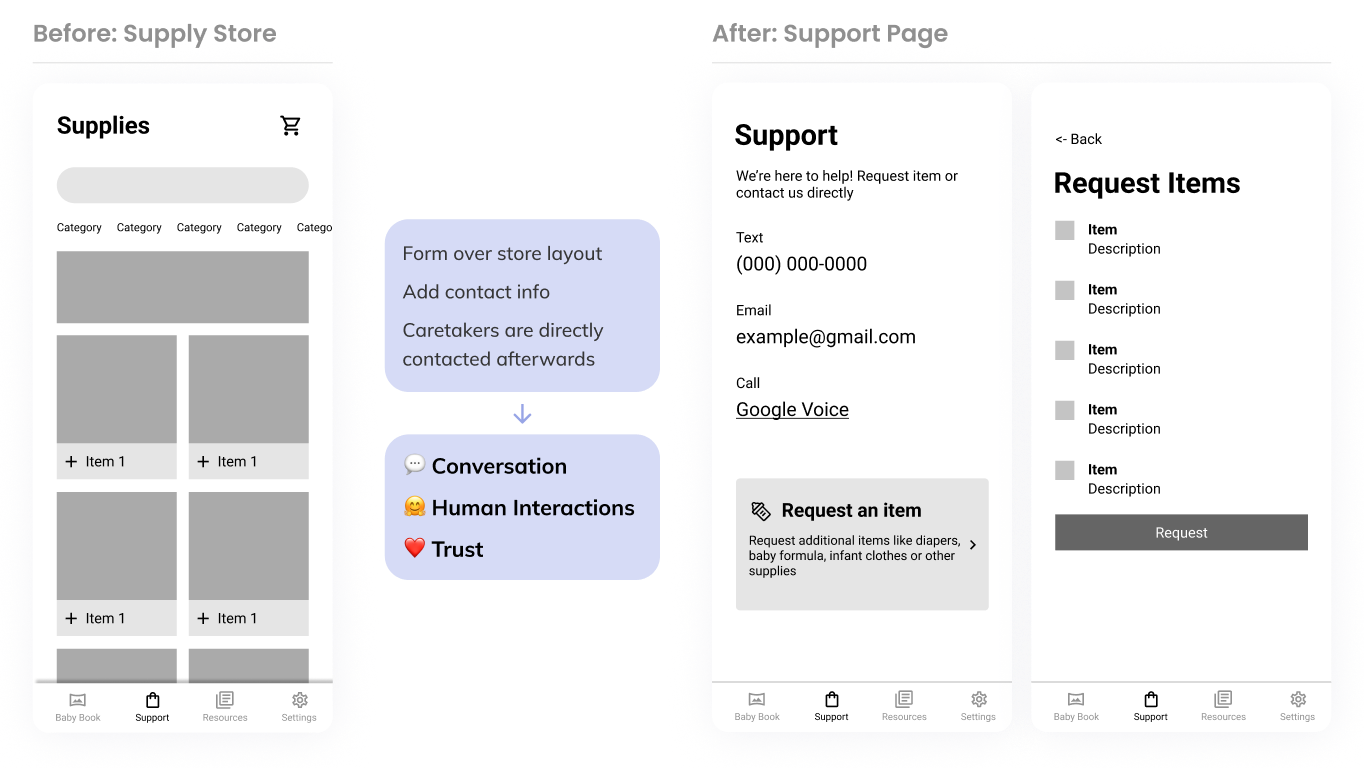 Before: Supply Store
Supplies
Category Category Category Category Catego
+ Item 1 + Item 1
+ Item 1 + Item 1
Baby Book Support Resources Settings
Form over store layout
Add contact info
Caretakers are directly
contacted afterwards
💬 Conversation
🤗 Human Interactions
❤️ Trust
After: Support Page
Support
We’re here to help! Request item or
contact us directly
Text
(000) 000-0000
Email
example@gmail.com
Call
Google Voice
Request an item
Request additional items like diapers,
baby formula, infant clothes or other
supplies
Baby Book Support Resources Settings
<- Back
Request Items
Item
Description
Item
Description
Item
Description
Item
Description
Item
Description
Request
Baby Book Support Resources Settings